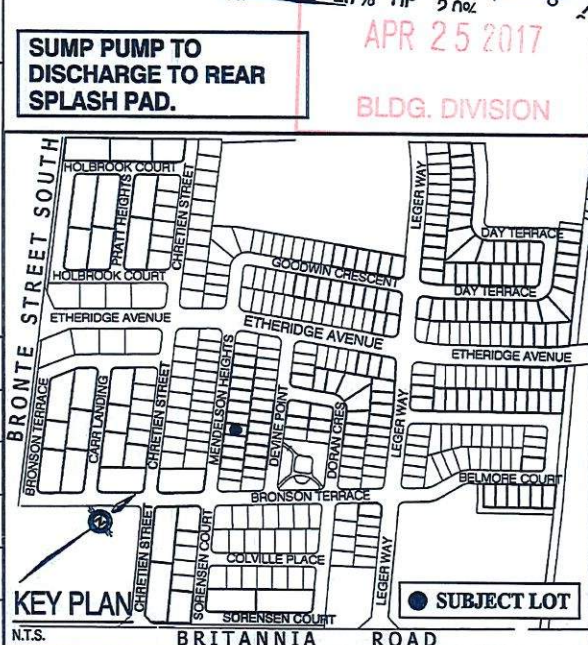 APR 25 2017
BLDG. DIVISION
SUMP PUMP TO
DISCHARGE TO REAR
SPLASH PAD.
BRONTE STREET SOUTH
HOLBROOK COURT
PRATT HEIGHTS
CHRETIEN STREET
HOLBROOK COURT
ETHERIDGE AVENUE
GOODWIN CRESCENT
LEGER WAY
DAY TERRACE
DAY TERRACE
ETHERIDGE AVENUE
ETHERIDGE AVENUE
BRONSON TERRACE
CARR LANDING
CHRETIEN STREET
MENDELSON HEIGHTS
DEVINE POINT
DORAN CRES
LEGER WAY
BELMORE COURT
BRONSON TERRACE
N
CHRETIEN STREET
SORENSEN COURT
COLVILLE PLACE
LEGER WAY
SORENSEN COURT
KEY PLAN
N.T.S.
SUBJECT LOT
BRITANNIA ROAD